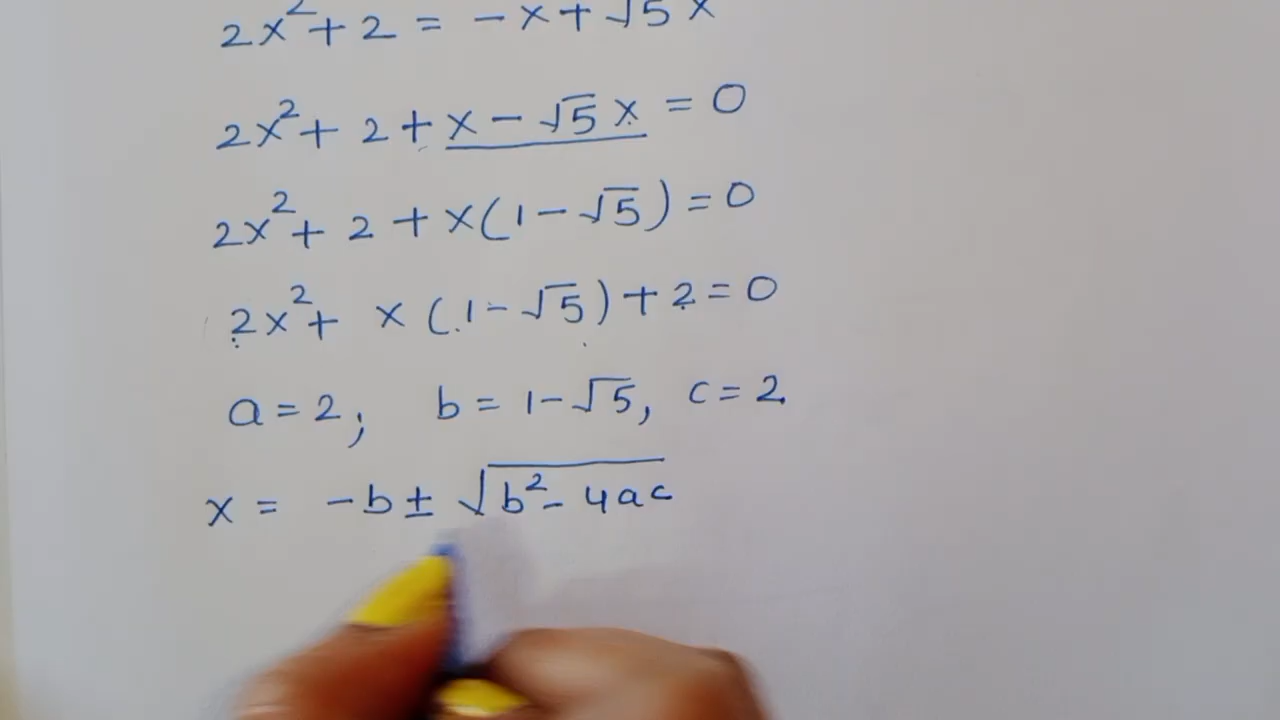 2x² + 2 = -x + √5 x
2x² + 2 + x - √5 x = 0
2x² + 2 + x(1 - √5) = 0
2x² + x(1 - √5) + 2 = 0
a = 2; b = 1 - √5, c = 2.
x = -b ± √b² - 4ac